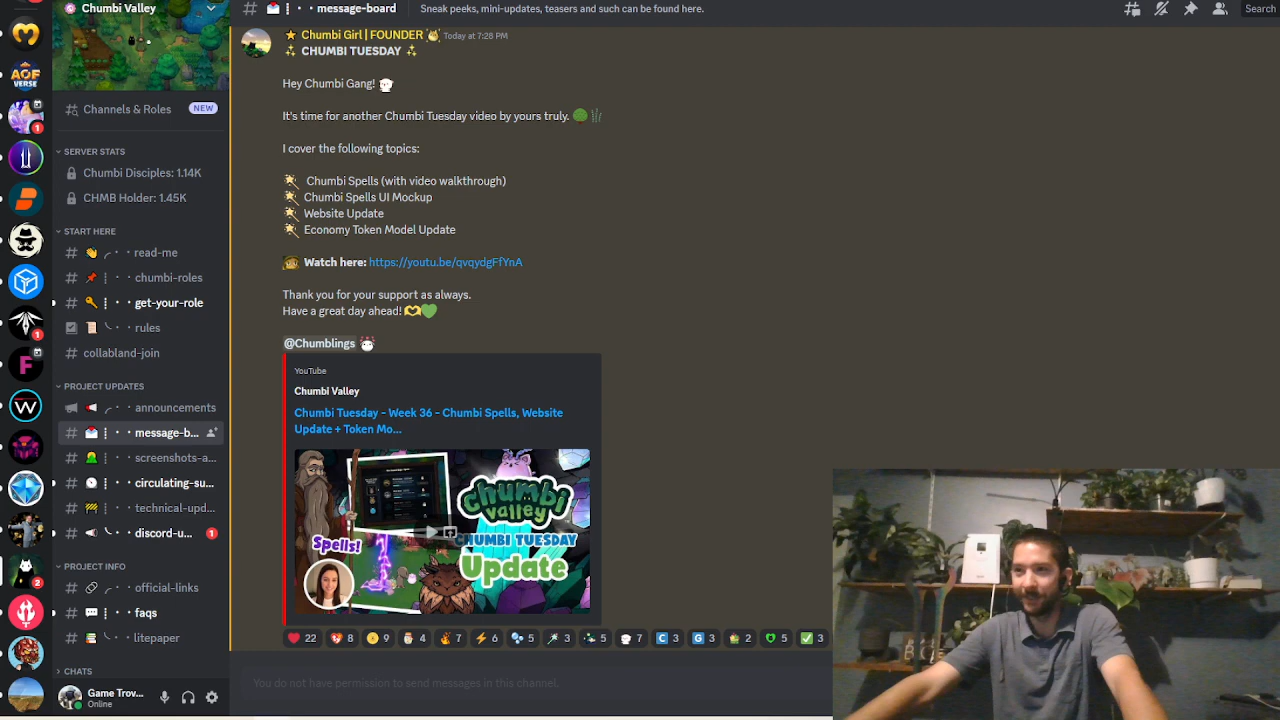 Chumbi Valley
message-board
Sneak peeks, mini-updates, teasers and such can be found here.
Search
AOF
VERSE
Channels & Roles
NEW
SERVER STATS
Chumbi Disciples: 1.14K
CHMB Holder: 1.45K
START HERE
read-me
chumbi-roles
get-your-role
rules
collabland-join
PROJECT UPDATES
announcements
message-b...
screenshots-a...
circulating-su...
technical-upd...
discord-u...
1
PROJECT INFO
official-links
faqs
litepaper
CHATS
Game Trov...
Online
1
1
2
Chumbi Girl | FOUNDER
Today at 7:28 PM
CHUMBI TUESDAY
Hey Chumbi Gang!
It's time for another Chumbi Tuesday video by yours truly.
I cover the following topics:
Chumbi Spells (with video walkthrough)
Chumbi Spells UI Mockup
Website Update
Economy Token Model Update
Watch here: https://youtu.be/qvqydgFfYnA
Thank you for your support as always.
Have a great day ahead!
@Chumblings
YouTube
Chumbi Valley
Chumbi Tuesday - Week 36 - Chumbi Spells, Website
Update + Token Mo...
chumbi
valley
CHUMBI TUESDAY
Update
Spells!
22 8 9 4 7 6 5 3 5 7 C 3 G 3 2 5 3
You do not have permission to send messages in this channel.